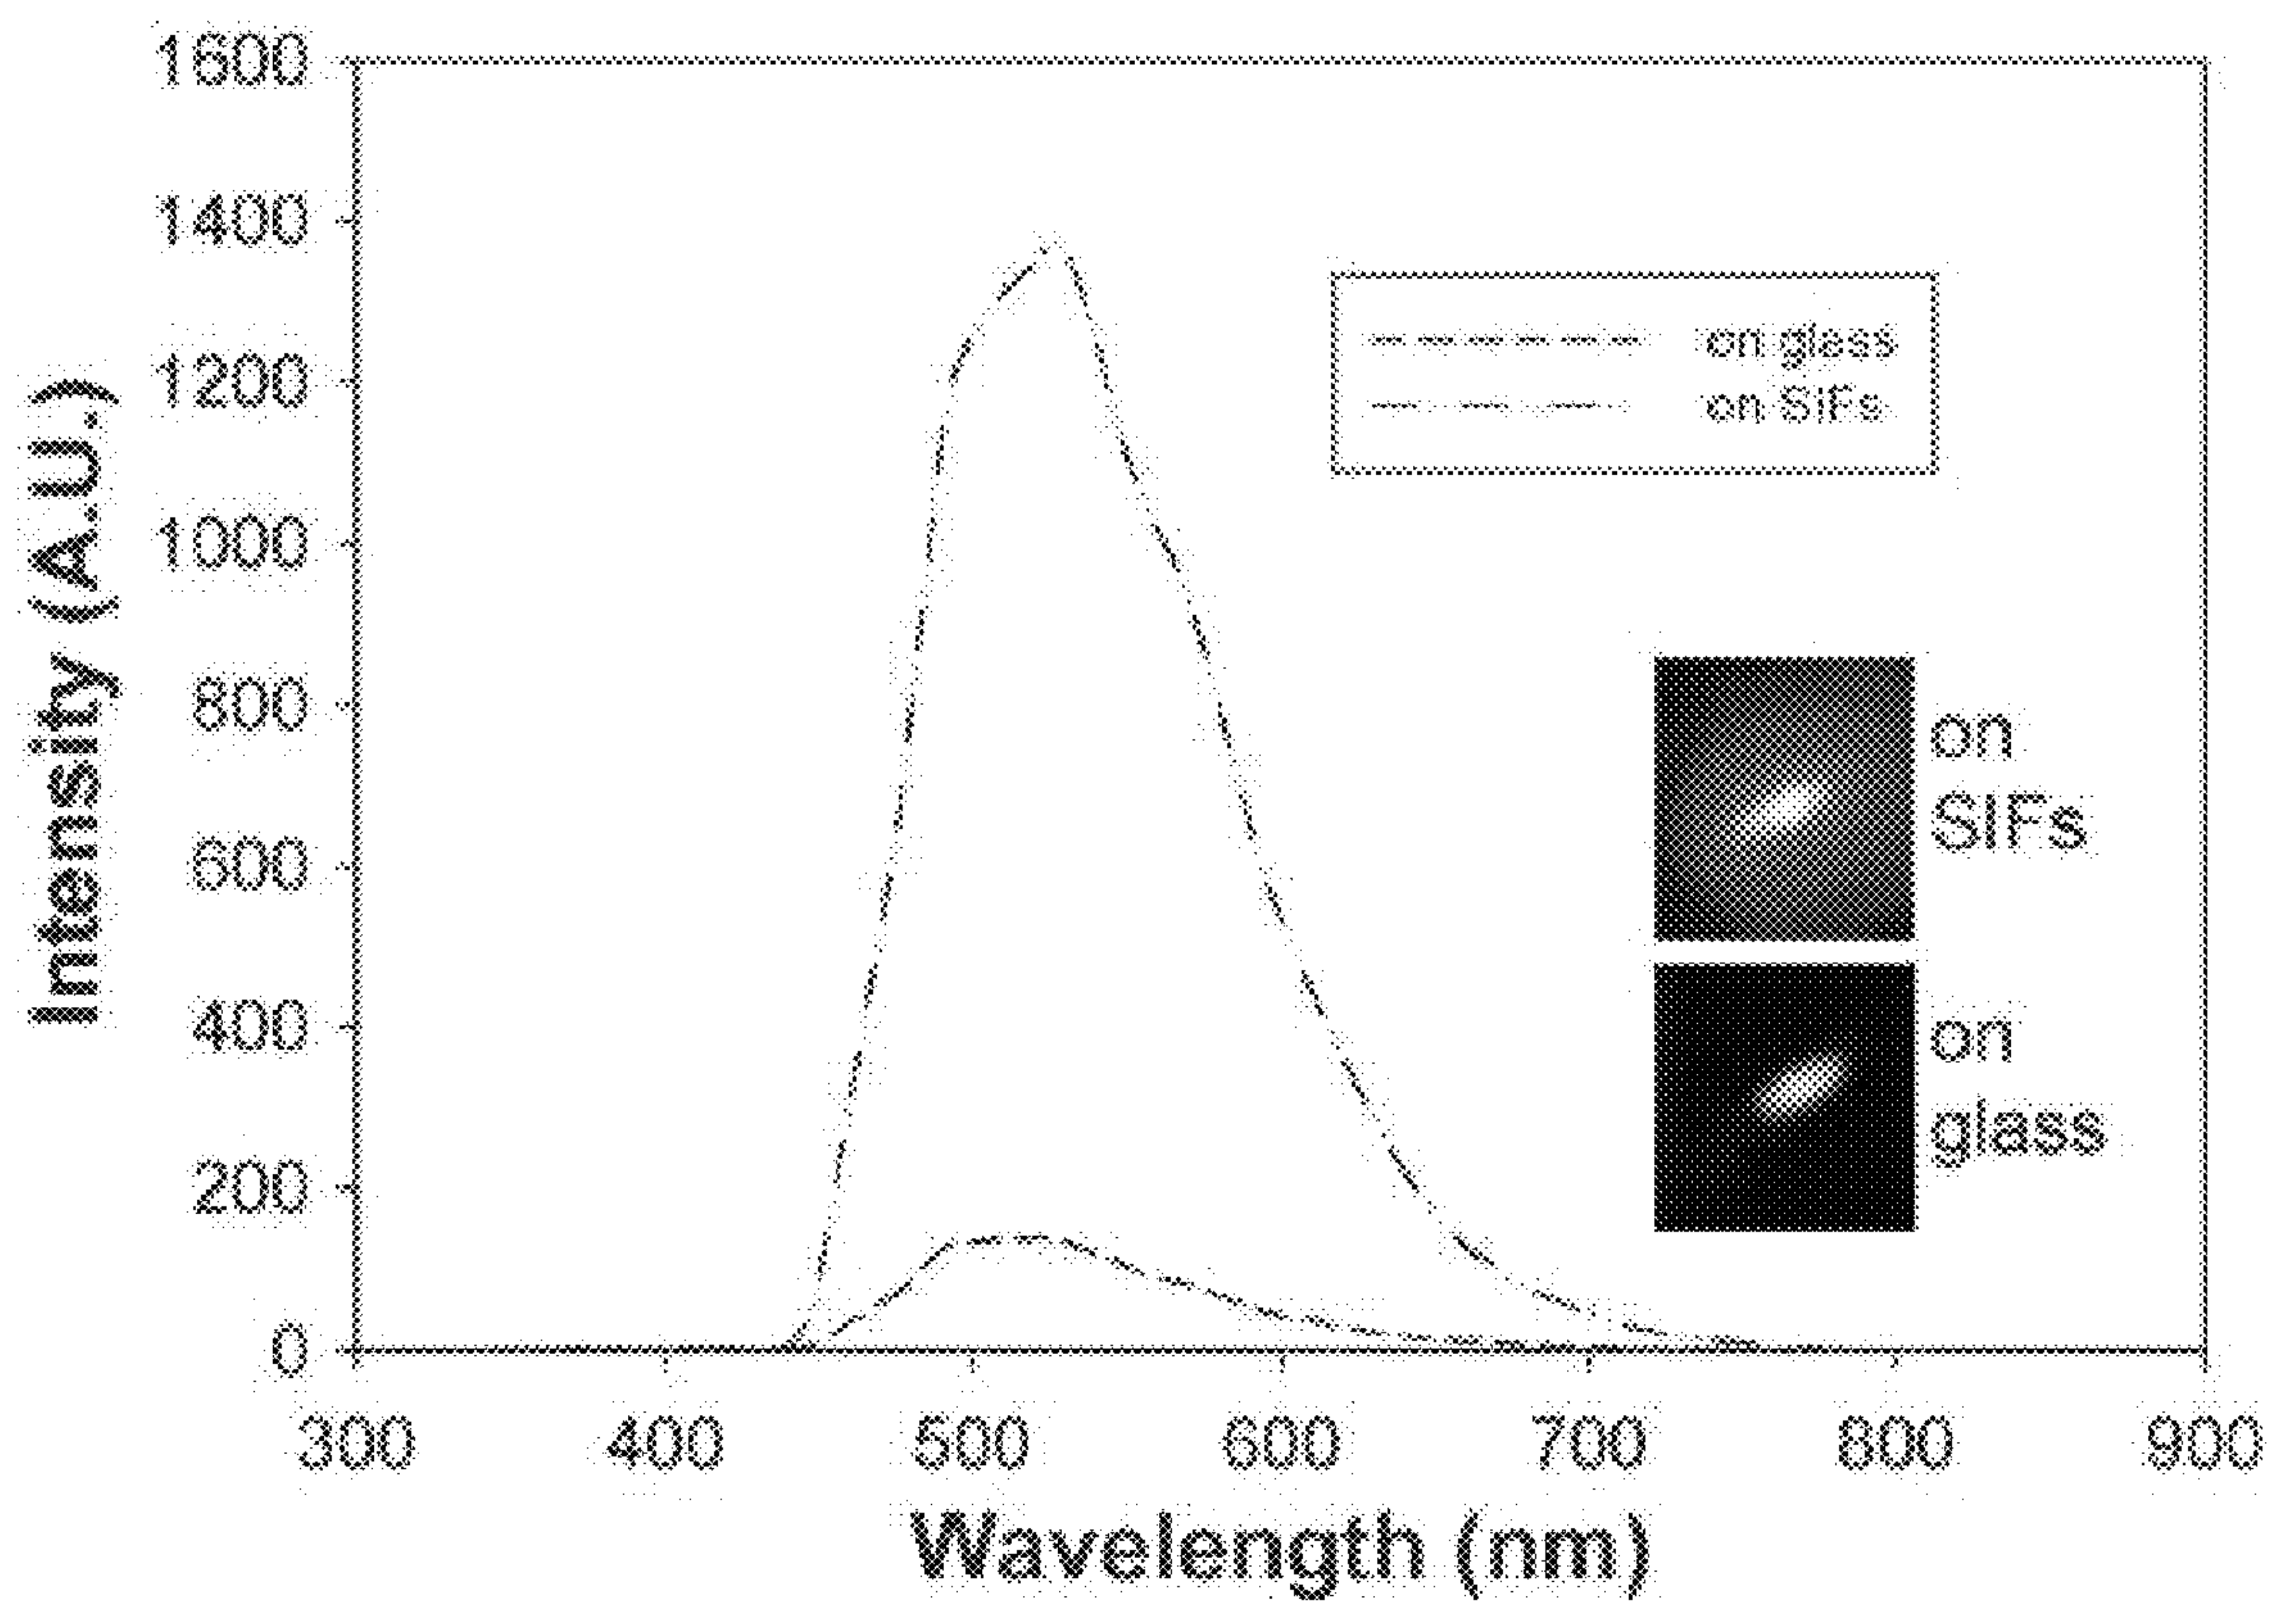 1600
1400
1200
1000
800
600
400
200
0
Intensity (A.U.)
on glass
on SIFs
on
SIFs
on
glass
300 400 500 600 700 800 900
Wavelength (nm)